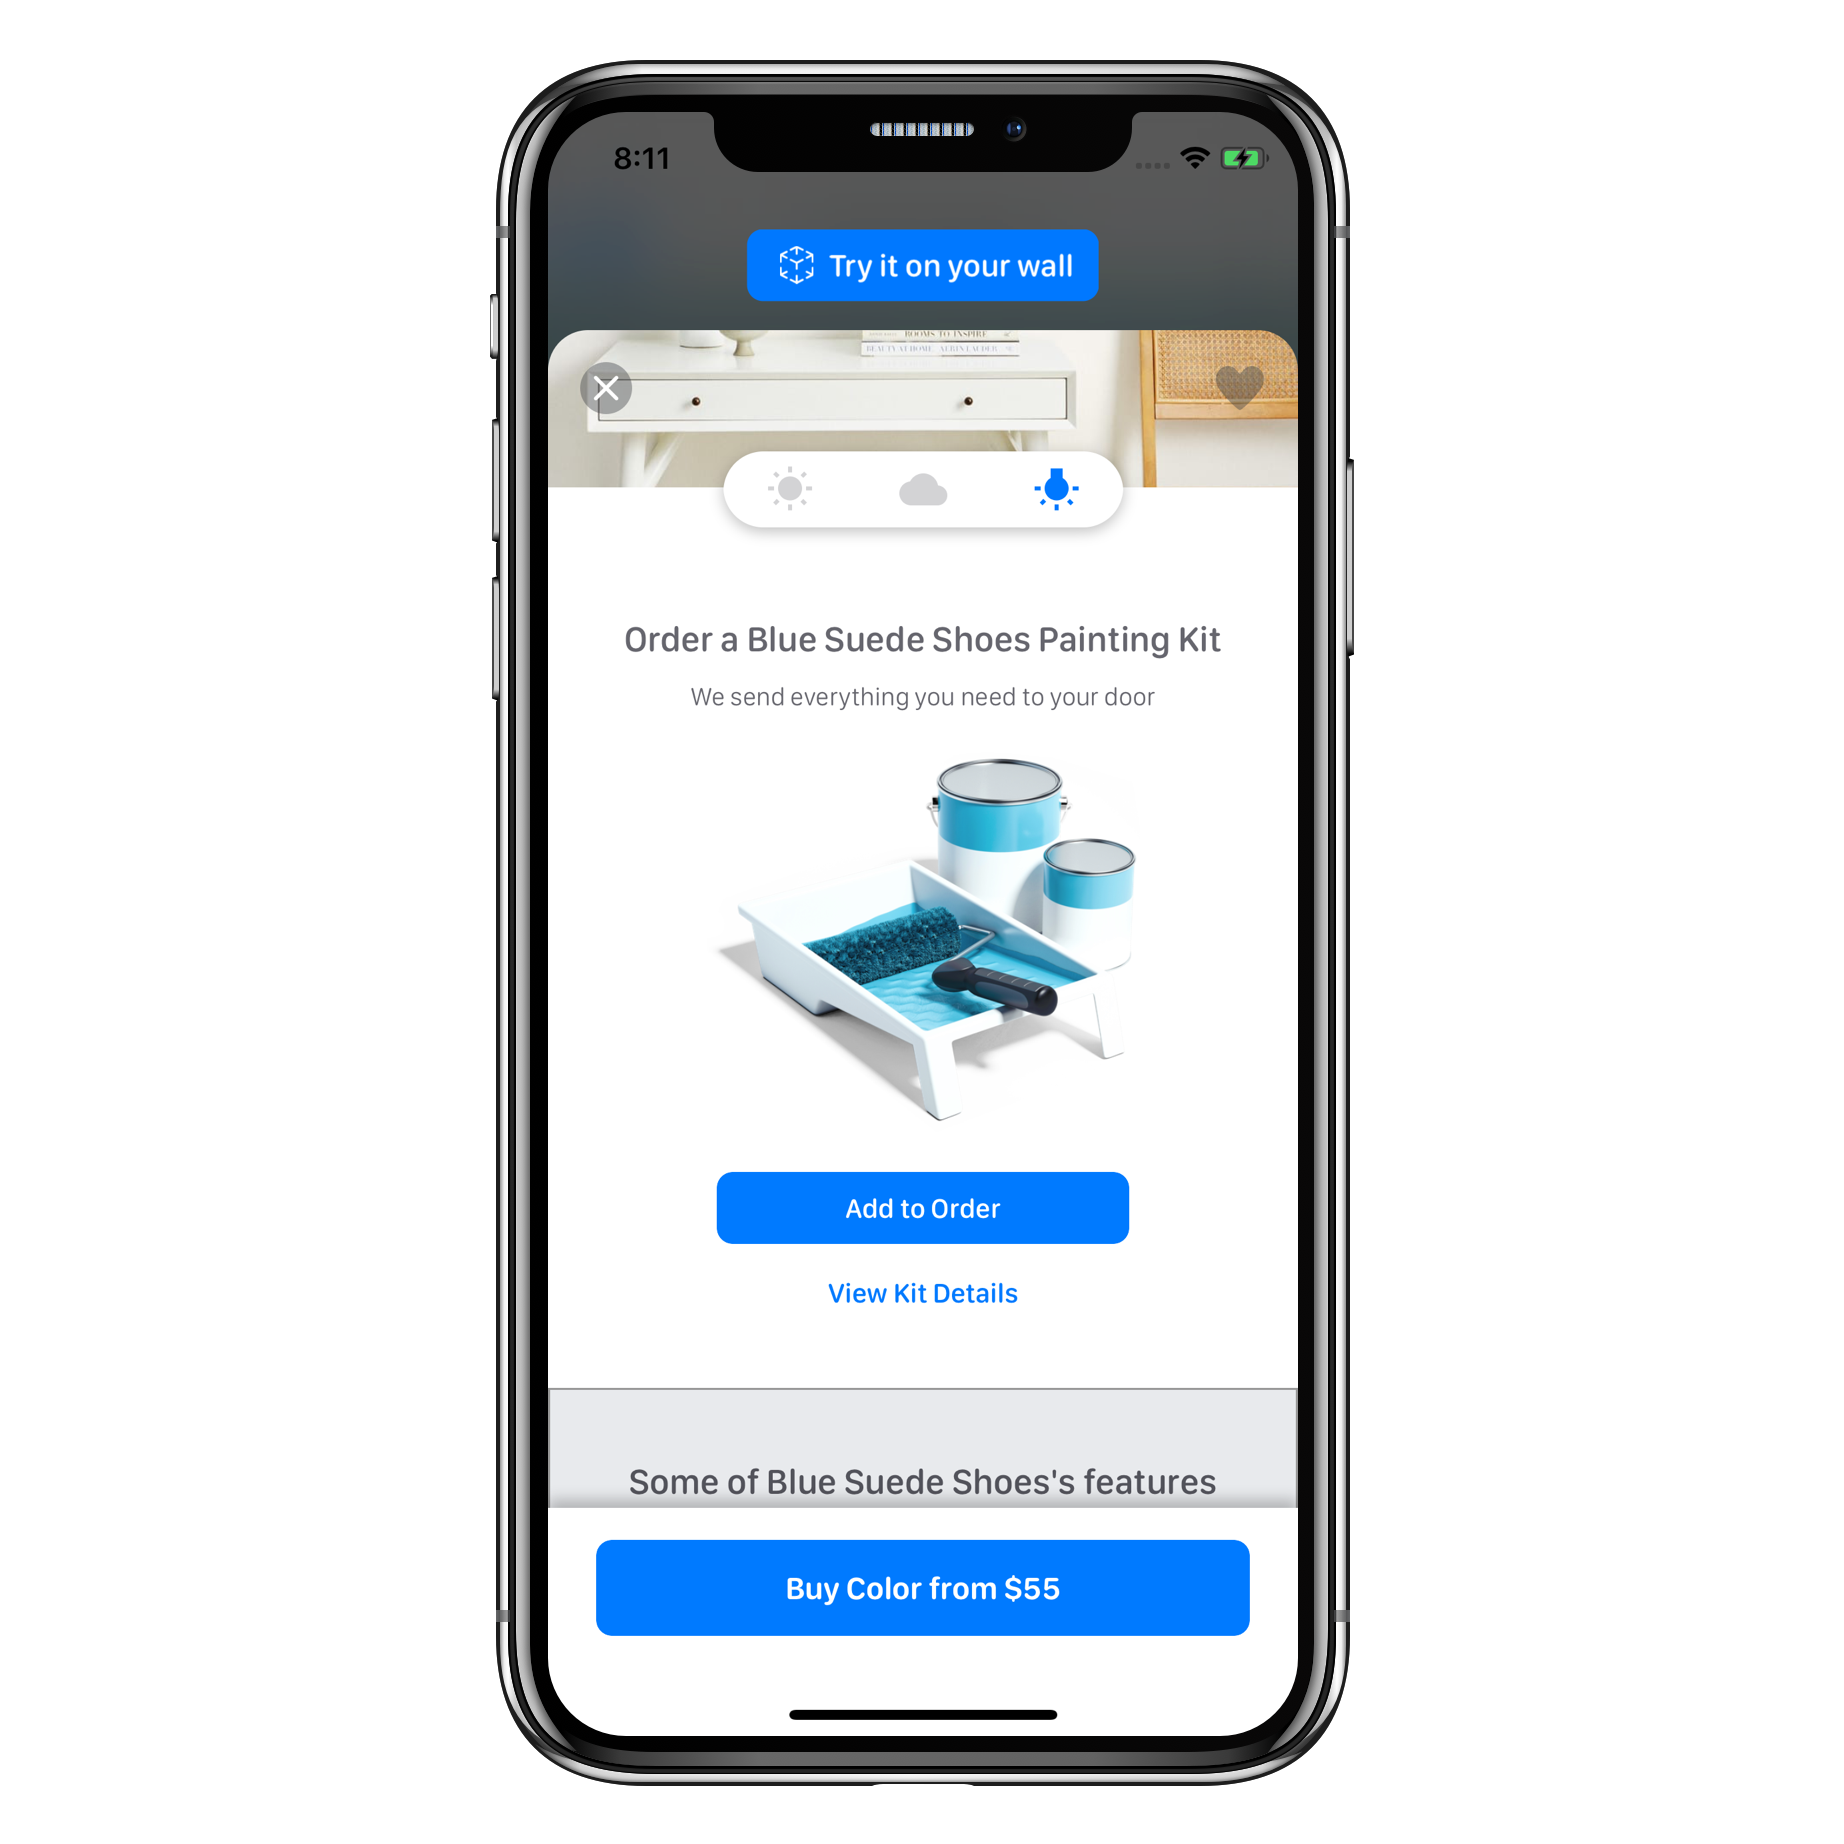 8:11
Try it on your wall
ROOMS TO INSPIRE
BEAUTY AT HOME AERIN LAUDER
Order a Blue Suede Shoes Painting Kit
We send everything you need to your door
Add to Order
View Kit Details
Some of Blue Suede Shoes's features
Buy Color from $55